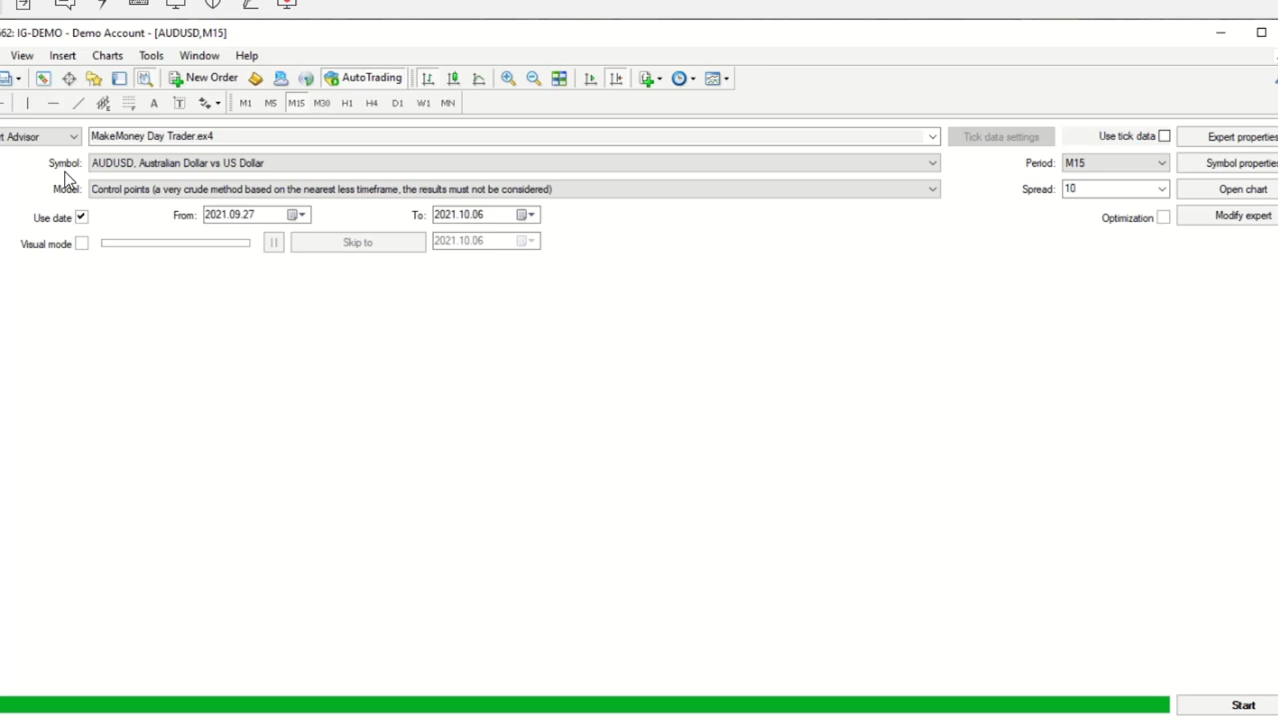 62: IG-DEMO - Demo Account - [AUDUSD,M15]
View Insert Charts Tools Window Help
New Order AutoTrading
A T M1 M5 M15 M30 H1 H4 D1 W1 MN
t Advisor MakeMoney Day Trader.ex4 Tick data settings Use tick data Expert properties
Symbol: AUDUSD, Australian Dollar vs US Dollar Period: M15 Symbol properties
Model: Control points (a very crude method based on the nearest less timeframe, the results must not be considered) Spread: 10 Open chart
Use date From: 2021.09.27 To: 2021.10.06 Optimization Modify expert
Visual mode Skip to 2021.10.06
Start